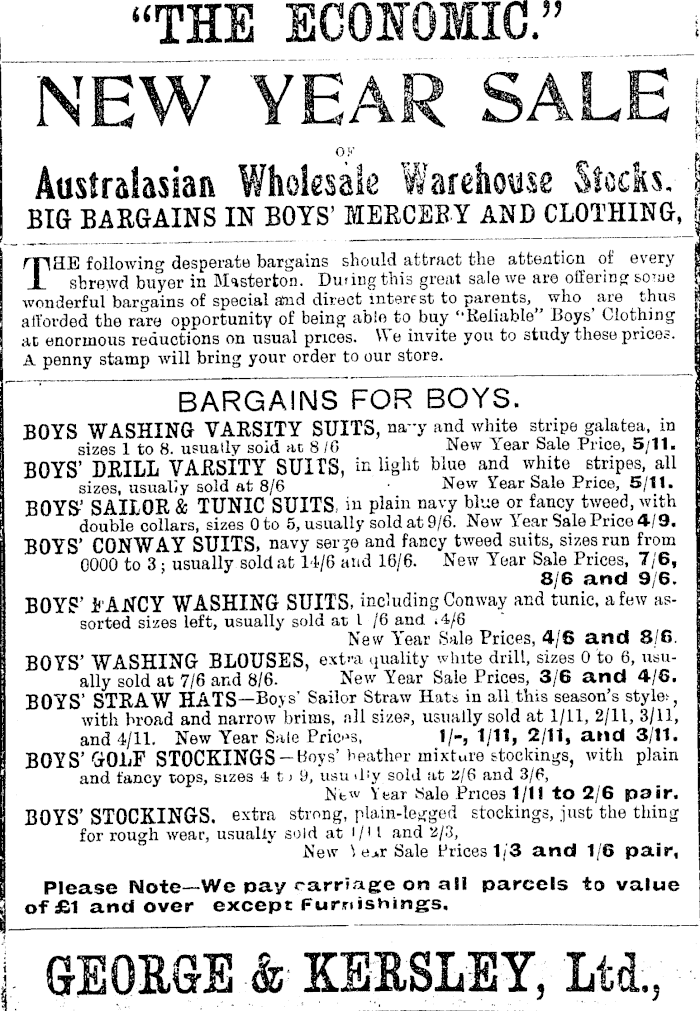 “THE ECONOMIC.”
NEW YEAR SALE
OF
Australasian Wholesale Warehouse Stocks.
BIG BARGAINS IN BOYS' MERCERY AND CLOTHING,
THE following desperate bargains should attract the attention of every
shrewd buyer in Masterton. During this great sale we are offering some
wonderful bargains of special and direct interest to parents, who are thus
afforded the rare opportunity of being able to buy “Reliable” Boys' Clothing
at enormous reductions on usual prices. We invite you to study these prices.
A penny stamp will bring your order to our store.
BARGAINS FOR BOYS.
BOYS WASHING VARSITY SUITS, navy and white stripe galatea, in
sizes 1 to 8. usually sold at 8/6 New Year Sale Price, 5/11.
BOYS' DRILL VARSITY SUITS, in light blue and white stripes, all
sizes, usually sold at 8/6 New Year Sale Price, 5/11.
BOYS' SAILOR & TUNIC SUITS, in plain navy blue or fancy tweed, with
double collars, sizes 0 to 5, usually sold at 9/6. New Year Sale Price 4/9.
BOYS' CONWAY SUITS, navy serge and fancy tweed suits, sizes run from
0000 to 3; usually sold at 14/6 and 16/6. New Year Sale Prices, 7/6,
8/6 and 9/6.
BOYS' FANCY WASHING SUITS, including Conway and tunic, a few as-
sorted sizes left, usually sold at and
New Year Sale Prices, 4/6 and 8/6.
BOYS' WASHING BLOUSES, extra quality white drill, sizes 0 to 6, usu-
ally sold at 7/6 and 8/6. New Year Sale Prices, 3/6 and 4/6.
BOYS' STRAW HATS—Boys' Sailor Straw Hats in all this season's styles,
with broad and narrow brims, all sizes, usually sold at 1/11, 2/11, 3/11,
and 4/11. New Year Sale Prices, 1/-, 1/11, 2/11, and 3/11.
BOYS' GOLF STOCKINGS—Boys' heather mixture stockings, with plain
and fancy tops, sizes 4 to 9, usually sold at 2/6 and 3/6,
New Year Sale Prices 1/11 to 2/6 pair.
BOYS' STOCKINGS. extra strong, plain-legged stockings, just the thing
for rough wear, usually sold at 1/11 and 2/3,
New Year Sale Prices 1/3 and 1/6 pair,
Please Note—We pay carriage on all parcels to value
of £1 and over except Furnishings.
GEORGE & KERSLEY, Ltd.,